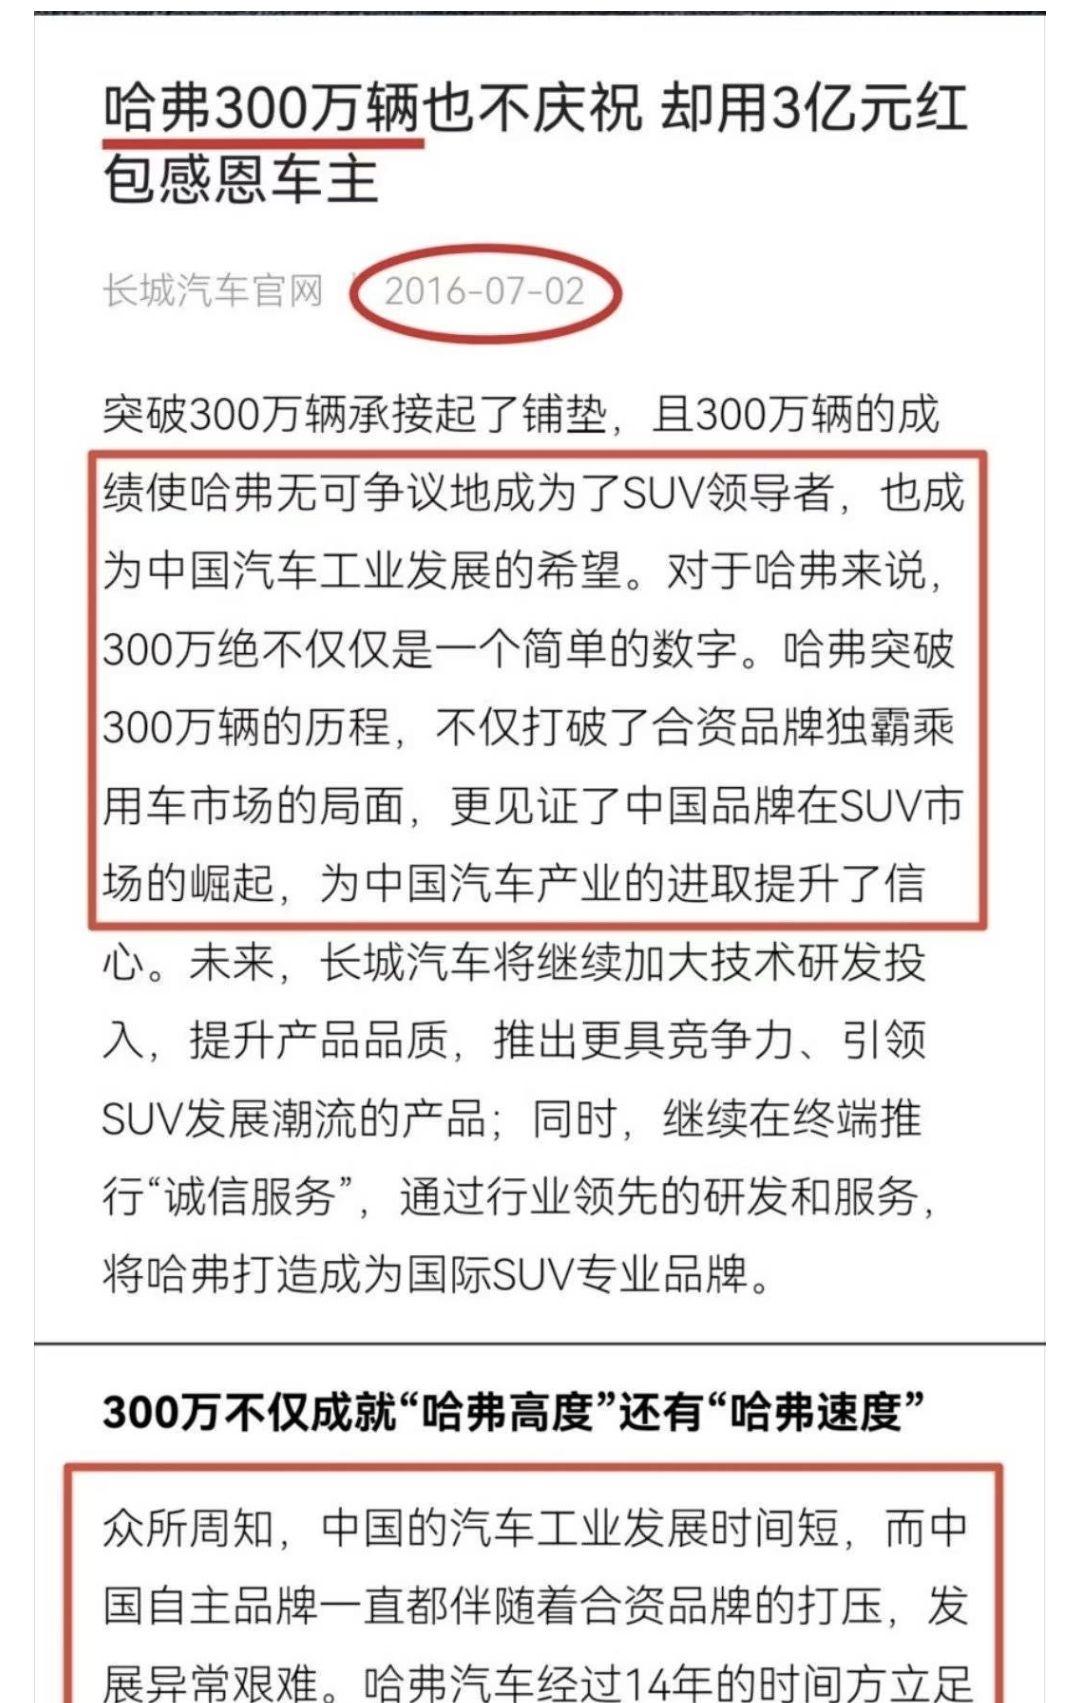 哈弗300万辆也不庆祝 却用3亿元红
包感恩车主
长城汽车官网 2016-07-02
突破300万辆承接起了铺垫，且300万辆的成
绩使哈弗无可争议地成为了SUV领导者，也成
为中国汽车工业发展的希望。对于哈弗来说，
300万绝不仅仅是一个简单的数字。哈弗突破
300万辆的历程，不仅打破了合资品牌独霸乘
用车市场的局面，更见证了中国品牌在SUV市
场的崛起，为中国汽车产业的进取提升了信
心。未来，长城汽车将继续加大技术研发投
入，提升产品品质，推出更具竞争力、引领
SUV发展潮流的产品；同时，继续在终端推
行“诚信服务”，通过行业领先的研发和服务，
将哈弗打造成为国际SUV专业品牌。
300万不仅成就“哈弗高度”还有“哈弗速度”
众所周知，中国的汽车工业发展时间短，而中
国自主品牌一直都伴随着合资品牌的打压，发
展异常艰难。哈弗汽车经过14年的时间方立足